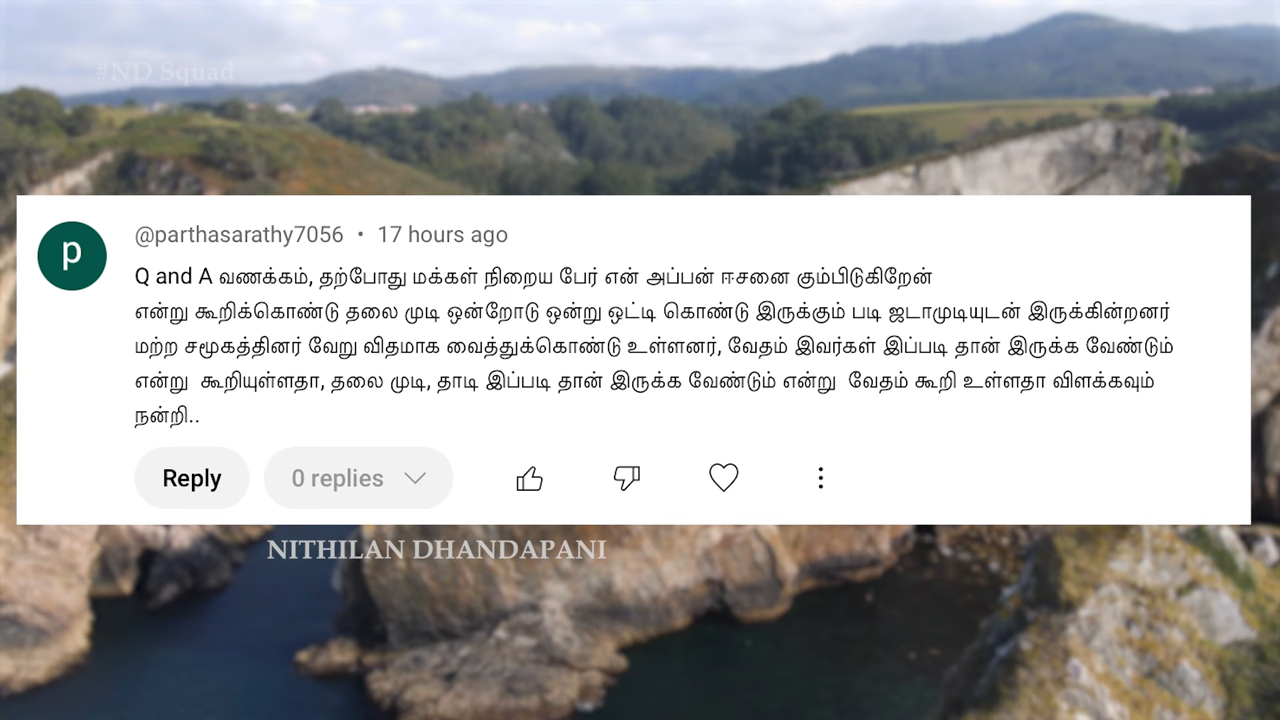 #ND Squad
@parthasarathy7056 • 17 hours ago
p
Q and A வணக்கம், தற்போது மக்கள் நிறைய பேர் என் அப்பன் ஈசனை கும்பிடுகிறேன்
என்று கூறிக்கொண்டு தலை முடி ஒன்றோடு ஒன்று ஒட்டி கொண்டு இருக்கும் படி ஜடாமுடியுடன் இருக்கின்றனர்
மற்ற சமூகத்தினர் வேறு விதமாக வைத்துக்கொண்டு உள்ளனர், வேதம் இவர்கள் இப்படி தான் இருக்க வேண்டும்
என்று  கூறியுள்ளதா, தலை முடி, தாடி இப்படி தான் இருக்க வேண்டும் என்று  வேதம் கூறி உள்ளதா விளக்கவும்
நன்றி..
Reply 0 replies
NITHILAN DHANDAPANI